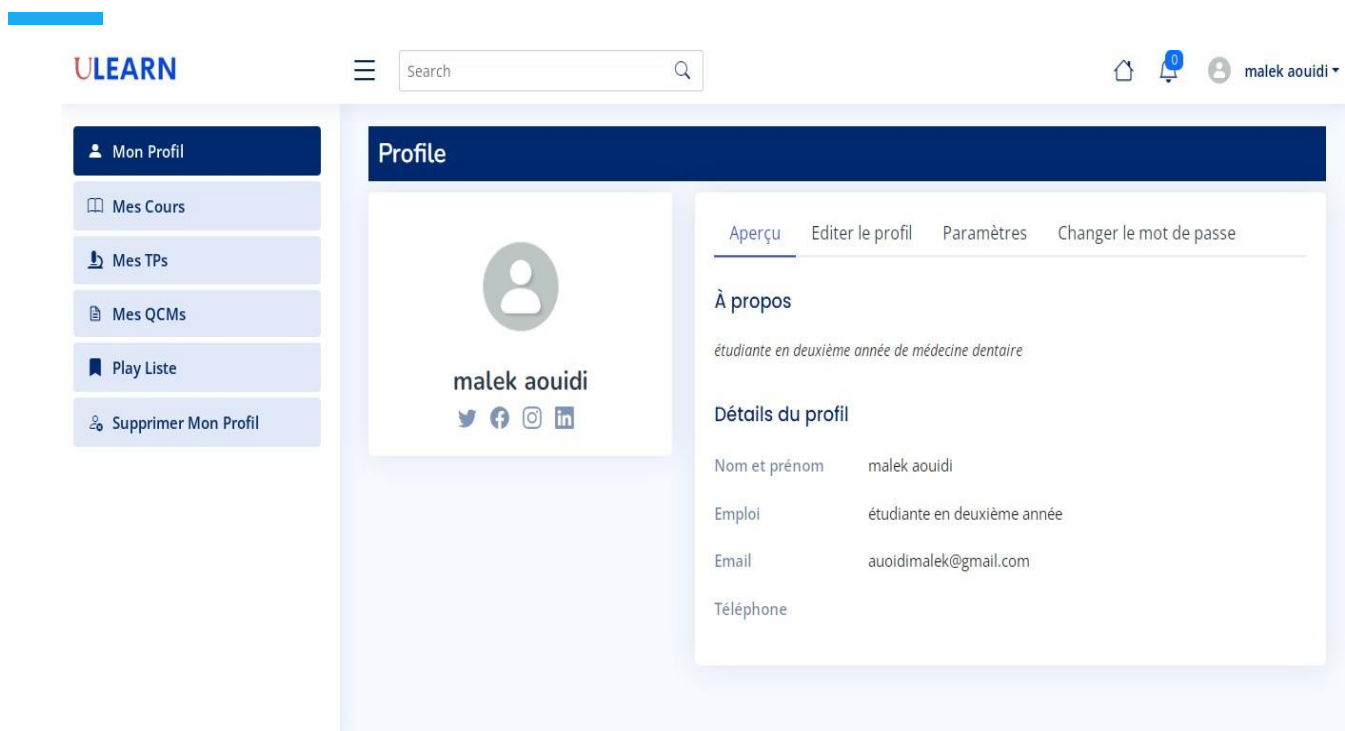 ULEARN
Search
0
malek aouidi
Mon Profil
Mes Cours
Mes TPs
Mes QCMs
Play Liste
Supprimer Mon Profil
Profile
malek aouidi
Aperçu Editer le profil Paramètres Changer le mot de passe
À propos
étudiante en deuxième année de médecine dentaire
Détails du profil
Nom et prénom malek aouidi
Emploi étudiante en deuxième année
Email auoidimalek@gmail.com
Téléphone